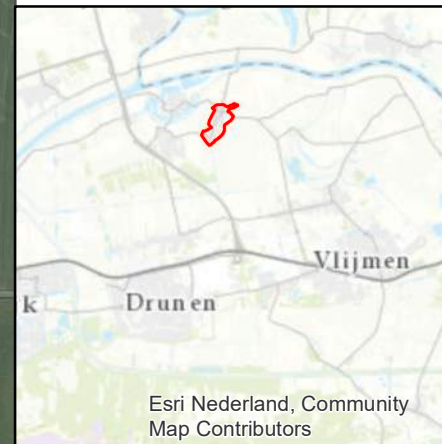 Vlijmen
k
Drunen
Esri Nederland, Community
Map Contributors